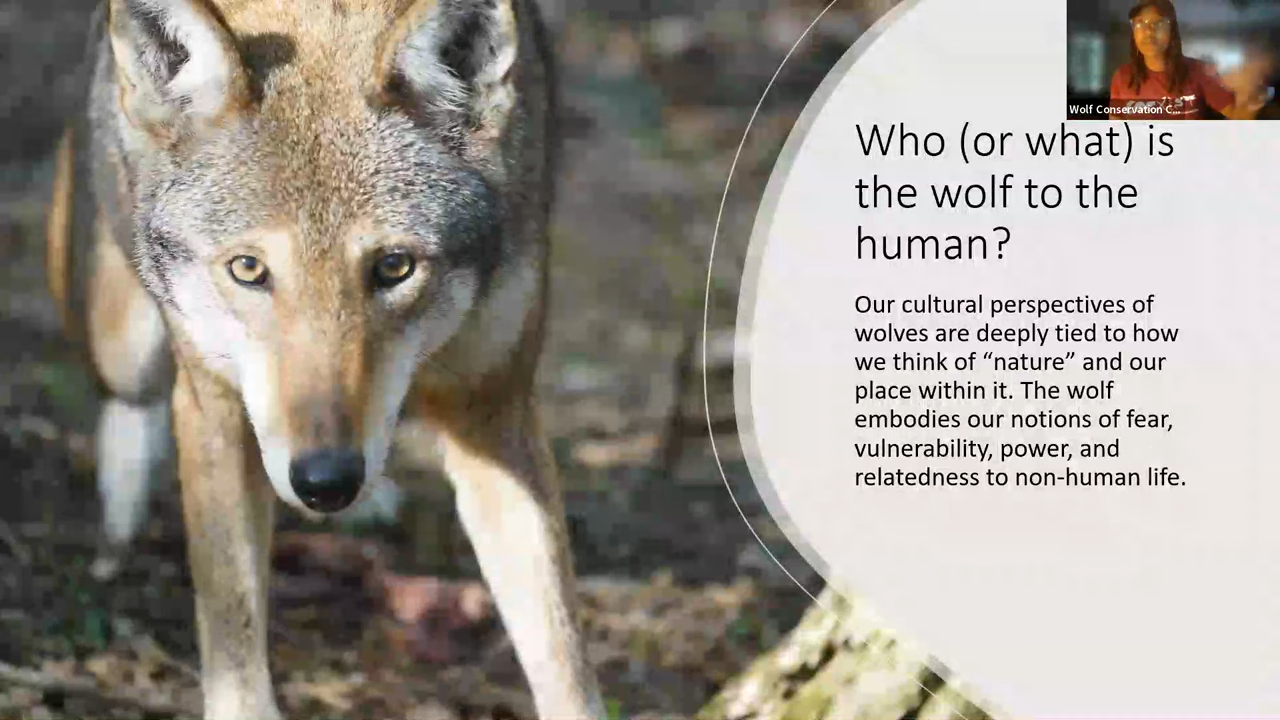 Wolf Conservation C...
Who (or what) is
the wolf to the
human?
Our cultural perspectives of
wolves are deeply tied to how
we think of “nature” and our
place within it. The wolf
embodies our notions of fear,
vulnerability, power, and
relatedness to non-human life.